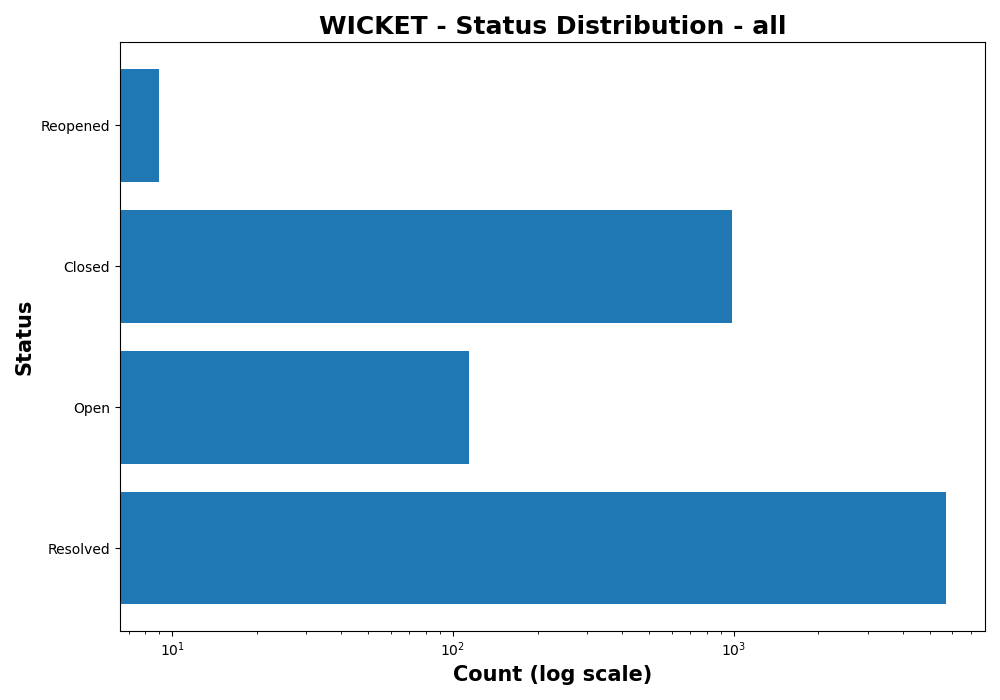 WICKET - Status Distribution - all
Reopened
Closed
Open
Resolved
Status
10¹
10²
10³
Count (log scale)